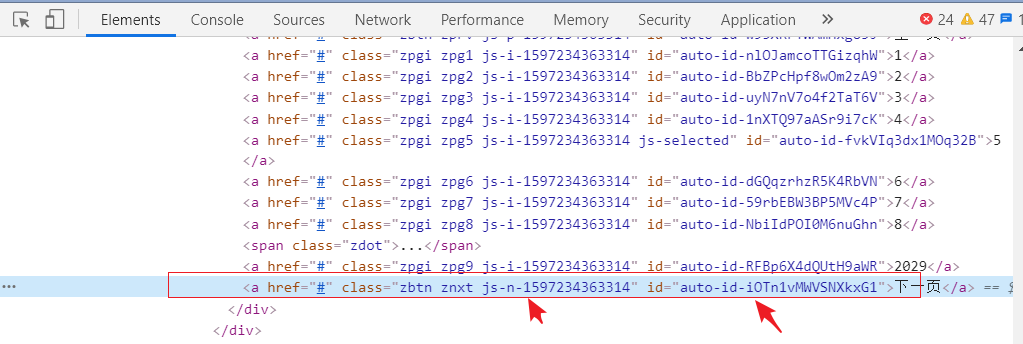 Elements Console Sources Network Performance Memory Security Application » 24 47 1
<a href="#" class="zpgi zpg1 js-i-1597234363314" id="auto-id-nlOJamcoTTGizqhW">1</a>
<a href="#" class="zpgi zpg2 js-i-1597234363314" id="auto-id-BbZPcHpf8wOm2zA9">2</a>
<a href="#" class="zpgi zpg3 js-i-1597234363314" id="auto-id-uyN7nV7o4f2TaT6V">3</a>
<a href="#" class="zpgi zpg4 js-i-1597234363314" id="auto-id-1nXTQ97aASr9i7cK">4</a>
<a href="#" class="zpgi zpg5 js-i-1597234363314 js-selected" id="auto-id-fvkVIq3dx1MOq32B">5
</a>
<a href="#" class="zpgi zpg6 js-i-1597234363314" id="auto-id-dGQqzrhzR5K4RbVN">6</a>
<a href="#" class="zpgi zpg7 js-i-1597234363314" id="auto-id-59rbEBW3BP5MVc4P">7</a>
<a href="#" class="zpgi zpg8 js-i-1597234363314" id="auto-id-NbiIdPOI0M6nuGhn">8</a>
<span class="zdot">...</span>
<a href="#" class="zpgi zpg9 js-i-1597234363314" id="auto-id-RFBp6X4dQUtH9aWR">2029</a>
<a href="#" class="zbtn znxt js-n-1597234363314" id="auto-id-iOTn1vMWVSNXkxG1">下一页</a> ==
</div>
</div>